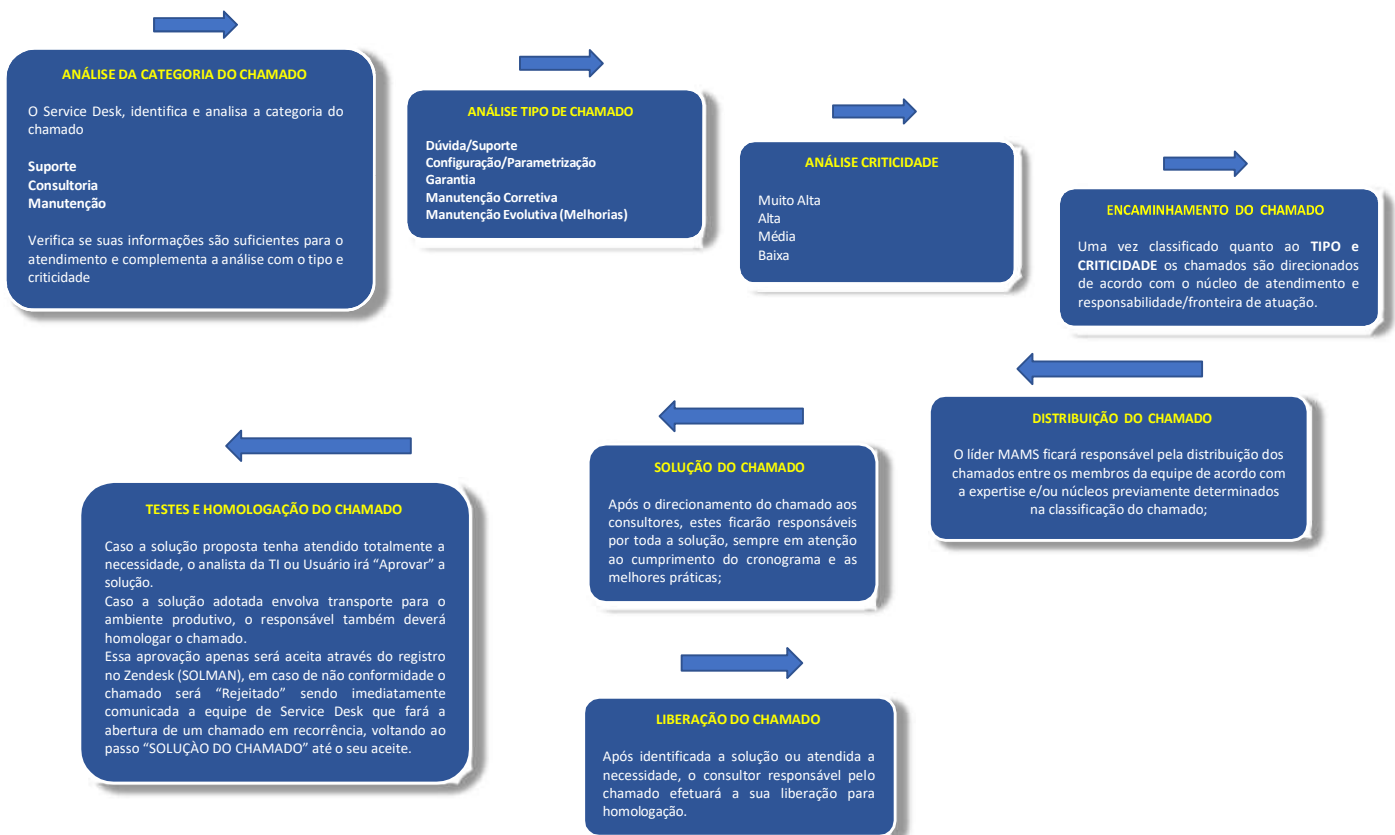 ANÁLISE DA CATEGORIA DO CHAMADO
O Service Desk, identifica e analisa a categoria do
chamado
Suporte
Consultoria
Manutenção
Verifica se suas informações são suficientes para o
atendimento e complementa a análise com o tipo e
criticidade
ANÁLISE TIPO DE CHAMADO
Dúvida/Suporte
Configuração/Parametrização
Garantia
Manutenção Corretiva
Manutenção Evolutiva (Melhorias)
ANÁLISE CRITICIDADE
Muito Alta
Alta
Média
Baixa
ENCAMINHAMENTO DO CHAMADO
Uma vez classificado quanto ao TIPO e
CRITICIDADE os chamados são direcionados
de acordo com o núcleo de atendimento e
responsabilidade/fronteira de atuação.
DISTRIBUIÇÃO DO CHAMADO
O líder MAMS ficará responsável pela distribuição dos
chamados entre os membros da equipe de acordo com
a expertise e/ou núcleos previamente determinados
na classificação do chamado;
SOLUÇÃO DO CHAMADO
Após o direcionamento do chamado aos
consultores, estes ficarão responsáveis
por toda a solução, sempre em atenção
ao cumprimento do cronograma e as
melhores práticas;
LIBERAÇÃO DO CHAMADO
Após identificada a solução ou atendida a
necessidade, o consultor responsável pelo
chamado efetuará a sua liberação para
homologação.
TESTES E HOMOLOGAÇÃO DO CHAMADO
Caso a solução proposta tenha atendido totalmente a
necessidade, o analista da TI ou Usuário irá “Aprovar” a
solução.
Caso a solução adotada envolva transporte para o
ambiente produtivo, o responsável também deverá
homologar o chamado.
Essa aprovação apenas será aceita através do registro
no Zendesk (SOLMAN), em caso de não conformidade o
chamado será “Rejeitado” sendo imediatamente
comunicada a equipe de Service Desk que fará a
abertura de um chamado em recorrência, voltando ao
passo “SOLUÇÀO DO CHAMADO” até o seu aceite.